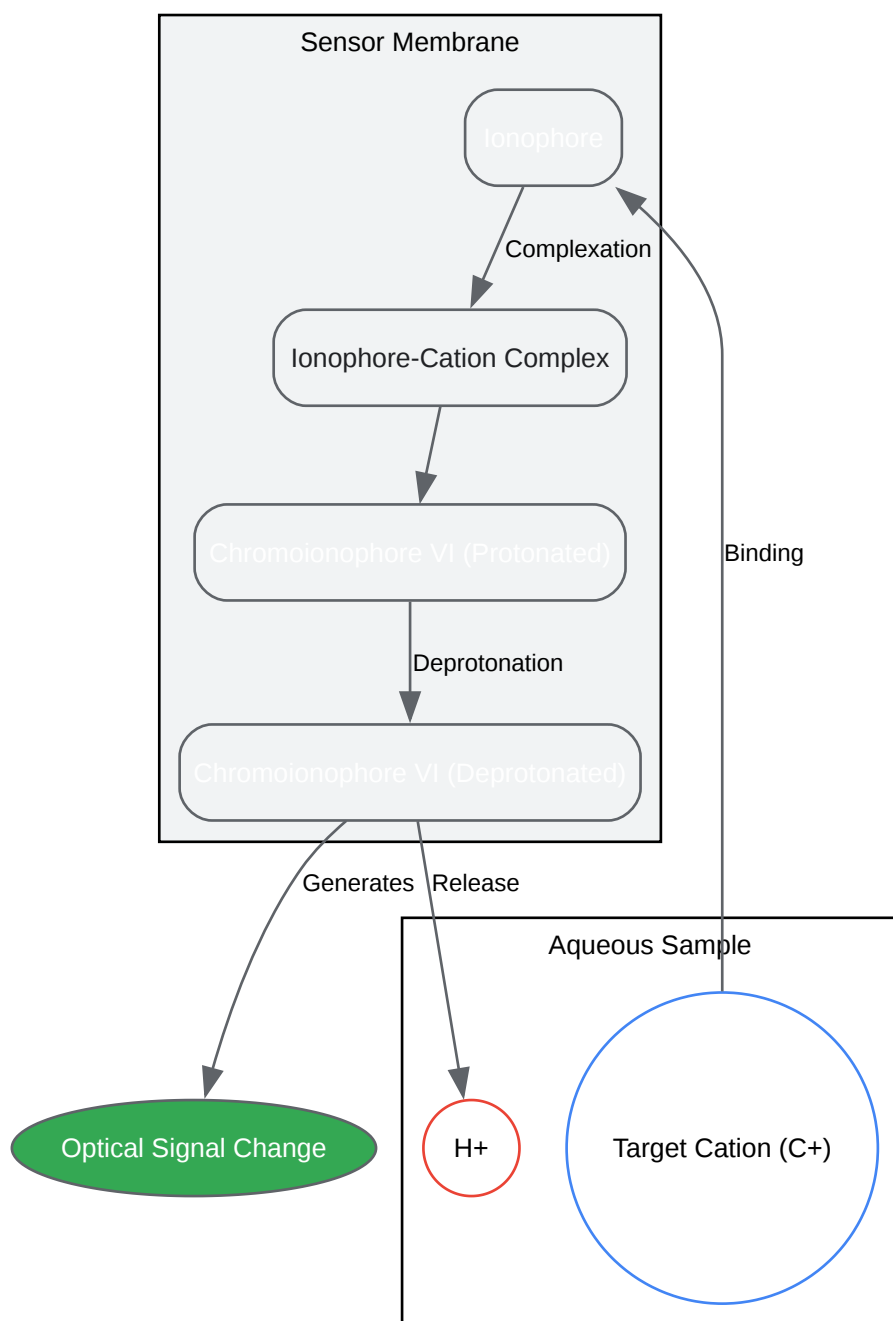 Sensor Membrane
Ionophore
Complexation
Ionophore-Cation Complex
Chromoionophore VI (Protonated)
Binding
Deprotonation
Chromoionophore VI (Deprotonated)
Generates
Release
Aqueous Sample
Optical Signal Change
H+
Target Cation (C+)